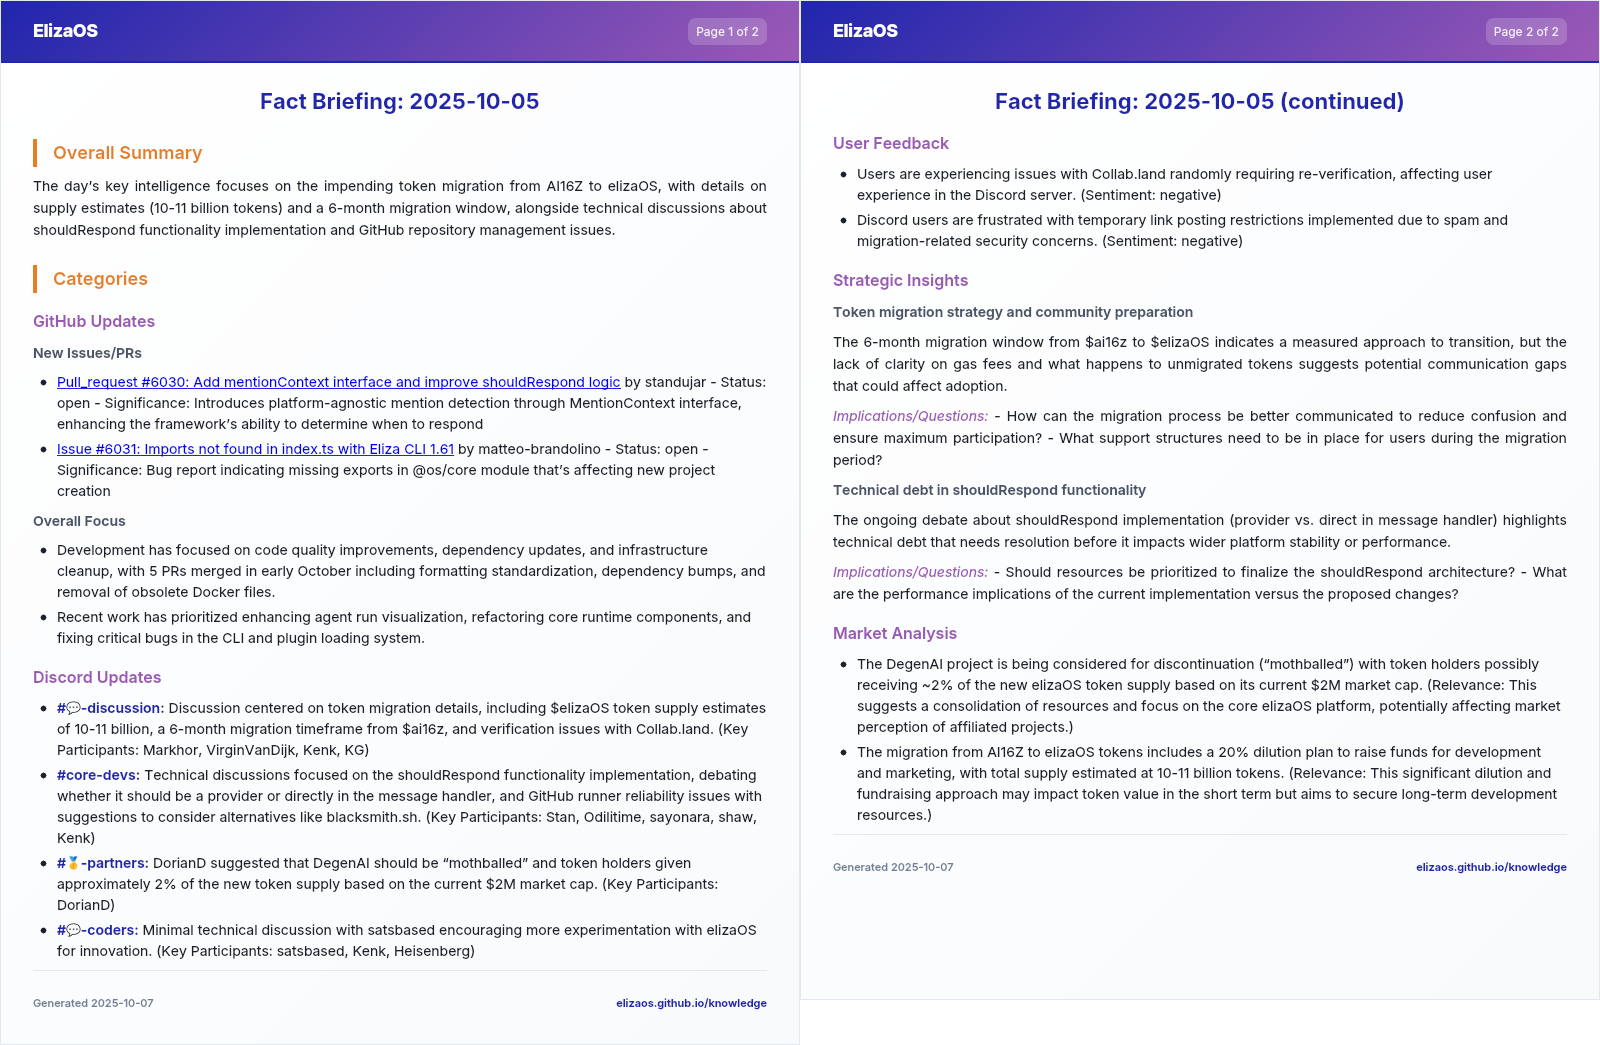 ElizaOS
Page 1 of 2
Fact Briefing: 2025-10-05
Overall Summary
The day’s key intelligence focuses on the impending token migration from AI16Z to elizaOS, with details on
supply estimates (10-11 billion tokens) and a 6-month migration window, alongside technical discussions about
shouldRespond functionality implementation and GitHub repository management issues.
Categories
GitHub Updates
New Issues/PRs
• Pull_request #6030: Add mentionContext interface and improve shouldRespond logic by standujar - Status:
open - Significance: Introduces platform-agnostic mention detection through MentionContext interface,
enhancing the framework’s ability to determine when to respond
• Issue #6031: Imports not found in index.ts with Eliza CLI 1.61 by matteo-brandolino - Status: open -
Significance: Bug report indicating missing exports in @os/core module that’s affecting new project
creation
Overall Focus
• Development has focused on code quality improvements, dependency updates, and infrastructure
cleanup, with 5 PRs merged in early October including formatting standardization, dependency bumps, and
removal of obsolete Docker files.
• Recent work has prioritized enhancing agent run visualization, refactoring core runtime components, and
fixing critical bugs in the CLI and plugin loading system.
Discord Updates
• #💬-discussion: Discussion centered on token migration details, including $elizaOS token supply estimates
of 10-11 billion, a 6-month migration timeframe from $ai16z, and verification issues with Collab.land. (Key
Participants: Markhor, VirginVanDijk, Kenk, KG)
• #core-devs: Technical discussions focused on the shouldRespond functionality implementation, debating
whether it should be a provider or directly in the message handler, and GitHub runner reliability issues with
suggestions to consider alternatives like blacksmith.sh. (Key Participants: Stan, Odilitime, sayonara, shaw,
Kenk)
• #🥇-partners: DorianD suggested that DegenAI should be “mothballed” and token holders given
approximately 2% of the new token supply based on the current $2M market cap. (Key Participants:
DorianD)
• #💬-coders: Minimal technical discussion with satsbased encouraging more experimentation with elizaOS
for innovation. (Key Participants: satsbased, Kenk, Heisenberg)
Generated 2025-10-07
elizaos.github.io/knowledge
ElizaOS
Page 2 of 2
Fact Briefing: 2025-10-05 (continued)
User Feedback
• Users are experiencing issues with Collab.land randomly requiring re-verification, affecting user
experience in the Discord server. (Sentiment: negative)
• Discord users are frustrated with temporary link posting restrictions implemented due to spam and
migration-related security concerns. (Sentiment: negative)
Strategic Insights
Token migration strategy and community preparation
The 6-month migration window from $ai16z to $elizaOS indicates a measured approach to transition, but the
lack of clarity on gas fees and what happens to unmigrated tokens suggests potential communication gaps
that could affect adoption.
Implications/Questions: - How can the migration process be better communicated to reduce confusion and
ensure maximum participation? - What support structures need to be in place for users during the migration
period?
Technical debt in shouldRespond functionality
The ongoing debate about shouldRespond implementation (provider vs. direct in message handler) highlights
technical debt that needs resolution before it impacts wider platform stability or performance.
Implications/Questions: - Should resources be prioritized to finalize the shouldRespond architecture? - What
are the performance implications of the current implementation versus the proposed changes?
Market Analysis
• The DegenAI project is being considered for discontinuation (“mothballed”) with token holders possibly
receiving ~2% of the new elizaOS token supply based on its current $2M market cap. (Relevance: This
suggests a consolidation of resources and focus on the core elizaOS platform, potentially affecting market
perception of affiliated projects.)
• The migration from AI16Z to elizaOS tokens includes a 20% dilution plan to raise funds for development
and marketing, with total supply estimated at 10-11 billion tokens. (Relevance: This significant dilution and
fundraising approach may impact token value in the short term but aims to secure long-term development
resources.)
Generated 2025-10-07
elizaos.github.io/knowledge